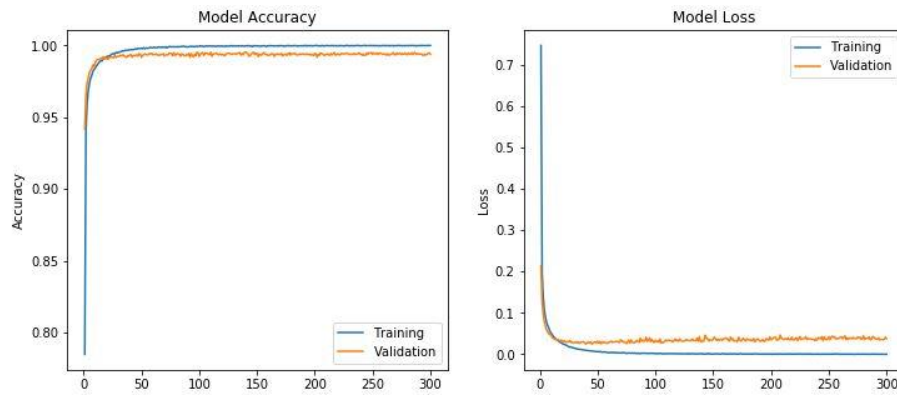 Model Accuracy
1.00
0.95
0.90
0.85
0.80
Accuracy
0 50 100 150 200 250 300
Training
Validation
Model Loss
0.7
0.6
0.5
0.4
0.3
0.2
0.1
0.0
Loss
0 50 100 150 200 250 300
Training
Validation